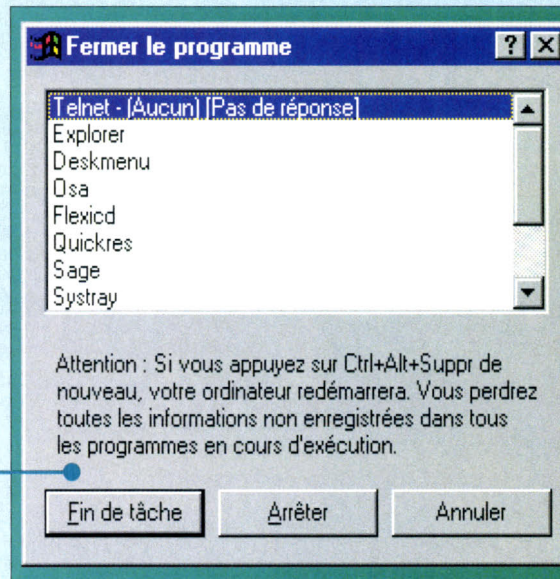 Fermer le programme
Telnet - (Aucun) [Pas de réponse]
Explorer
Deskmenu
Osa
Flexicd
Quickres
Sage
Systray
Attention : Si vous appuyez sur Ctrl+Alt+Suppr de
nouveau, votre ordinateur redémarrera. Vous perdrez
toutes les informations non enregistrées dans tous
les programmes en cours d'exécution.
Fin de tâche
Arrêter
Annuler